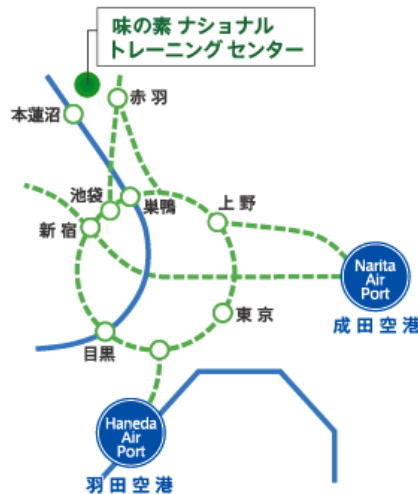 味の素 ナショナル
トレーニング センター
赤羽
本蓮沼
池袋
巣鴨
上野
新宿
Narita
Air
Port
成田空港
東京
目黒
Haneda
Air
Port
羽田空港